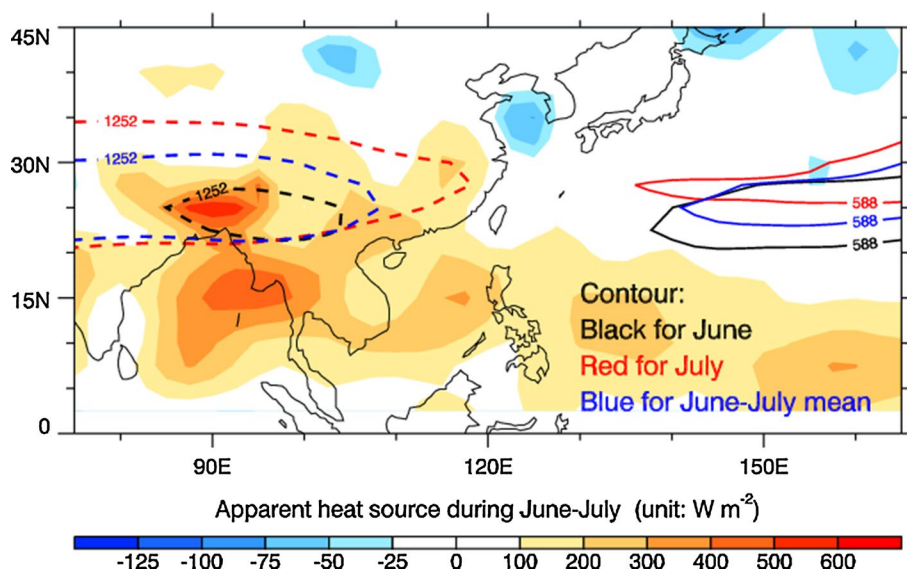 45N
30N
15N
0
1252
1252
1252
588
588
588
Contour:
Black for June
Red for July
Blue for June-July mean
90E 120E 150E
Apparent heat source during June-July (unit: W m⁻²)
-125 -100 -75 -50 -25 0 100 200 300 400 500 600